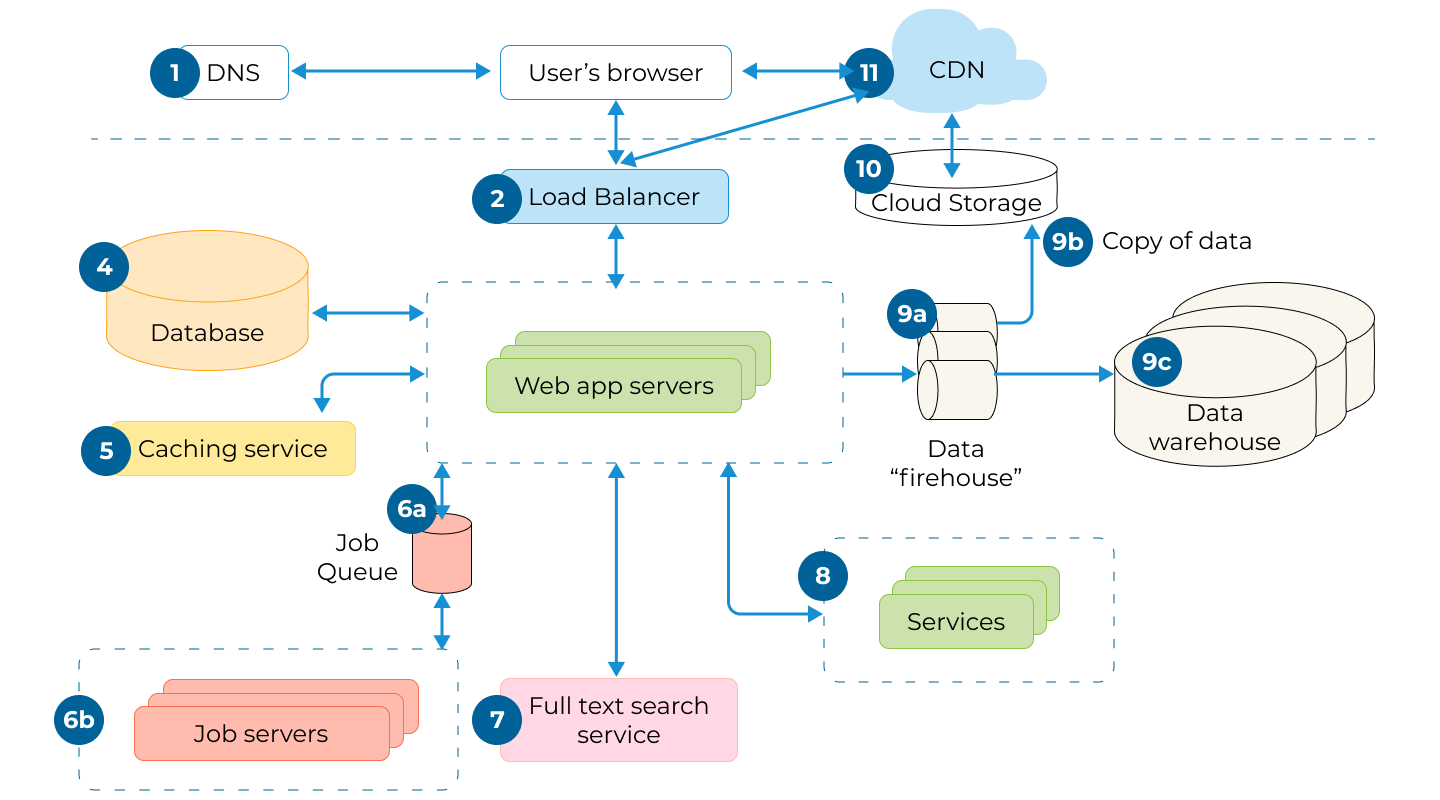 1
DNS
User’s browser
11
CDN
10
Cloud Storage
2
Load Balancer
9b
Copy of data
4
Database
9a
9c
Data
warehouse
Web app servers
5
Caching service
Data
“firehouse”
6a
Job
Queue
8
Services
6b
Job servers
7
Full text search
service